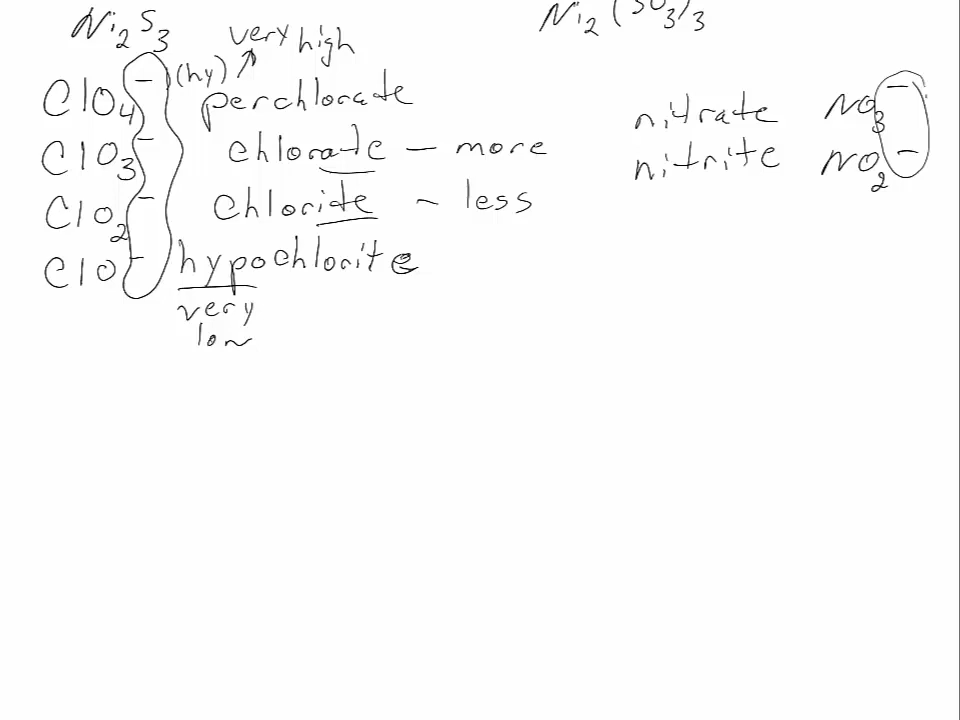 Ni₂S₃
Ni₂(SO₃)₃
very high
(hy)
ClO₄⁻ perchlorate
ClO₃⁻ chlorate – more
ClO₂⁻ chlorite – less
ClO⁻ hypochlorite
very
low
nitrate NO₃⁻
nitrite NO₂⁻